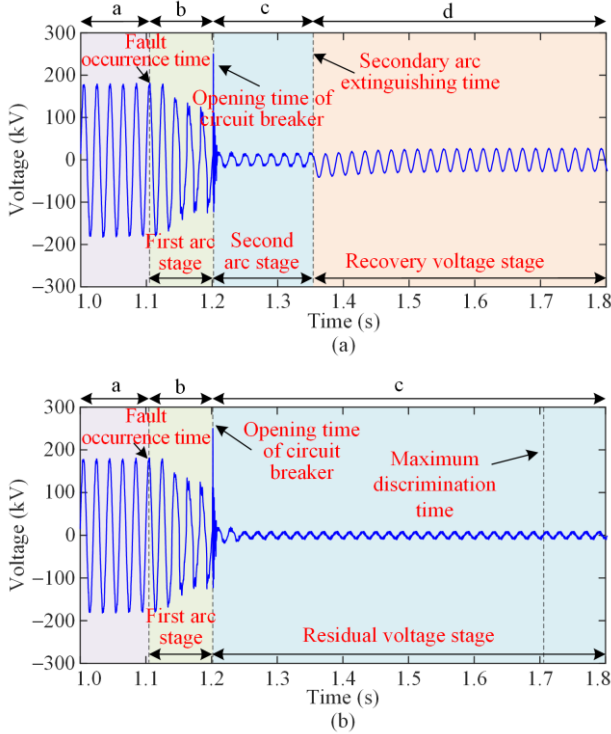 a b c d
300
200
100
0
−100
−200
−300
Voltage (kV)
Fault
occurrence time
Opening time of
circuit breaker
Secondary arc
extinguishing time
First arc
stage
Second
arc stage
Recovery voltage stage
1.0 1.1 1.2 1.3 1.4 1.5 1.6 1.7 1.8
Time (s)
(a)
a b c
300
200
100
0
−100
−200
−300
Voltage (kV)
Fault
occurrence time
Opening time
of circuit
breaker
Maximum
discrimination
time
First arc
stage
Residual voltage stage
1.0 1.1 1.2 1.3 1.4 1.5 1.6 1.7 1.8
Time (s)
(b)